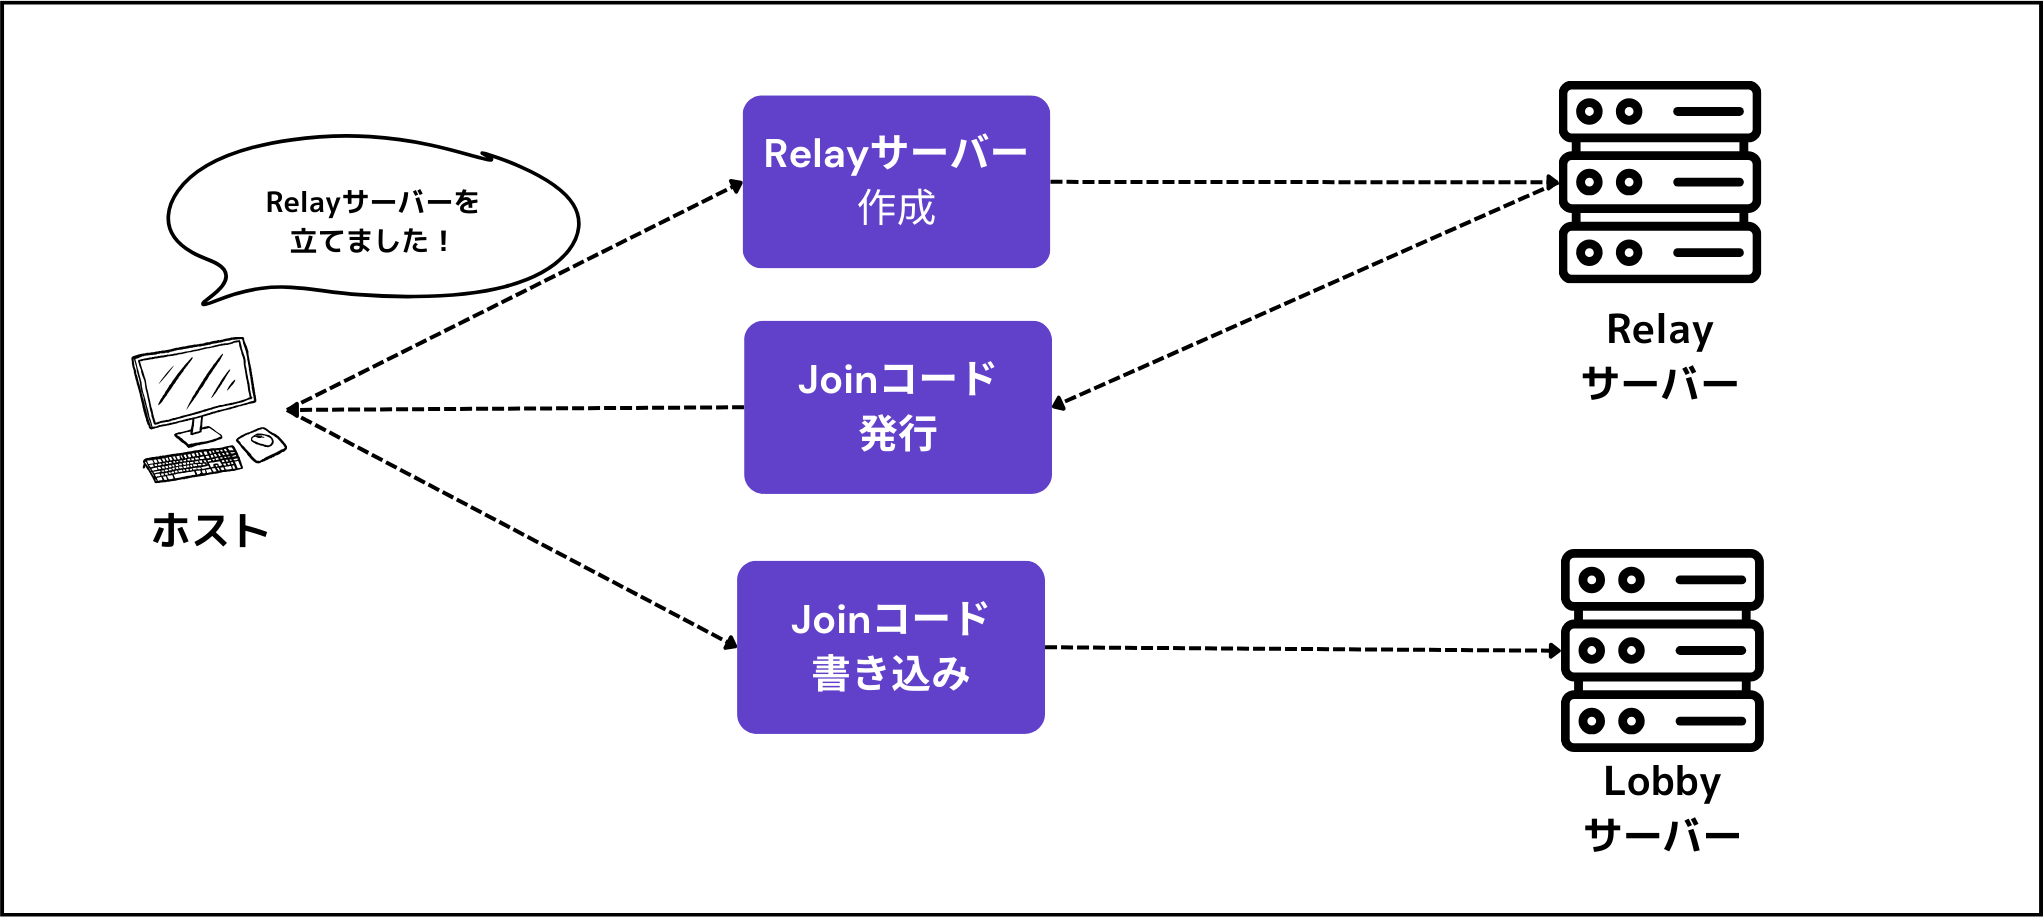 Relayサーバーを
立てました！
ホスト
Relayサーバー
作成
Joinコード
発行
Joinコード
書き込み
Relay
サーバー
Lobby
サーバー